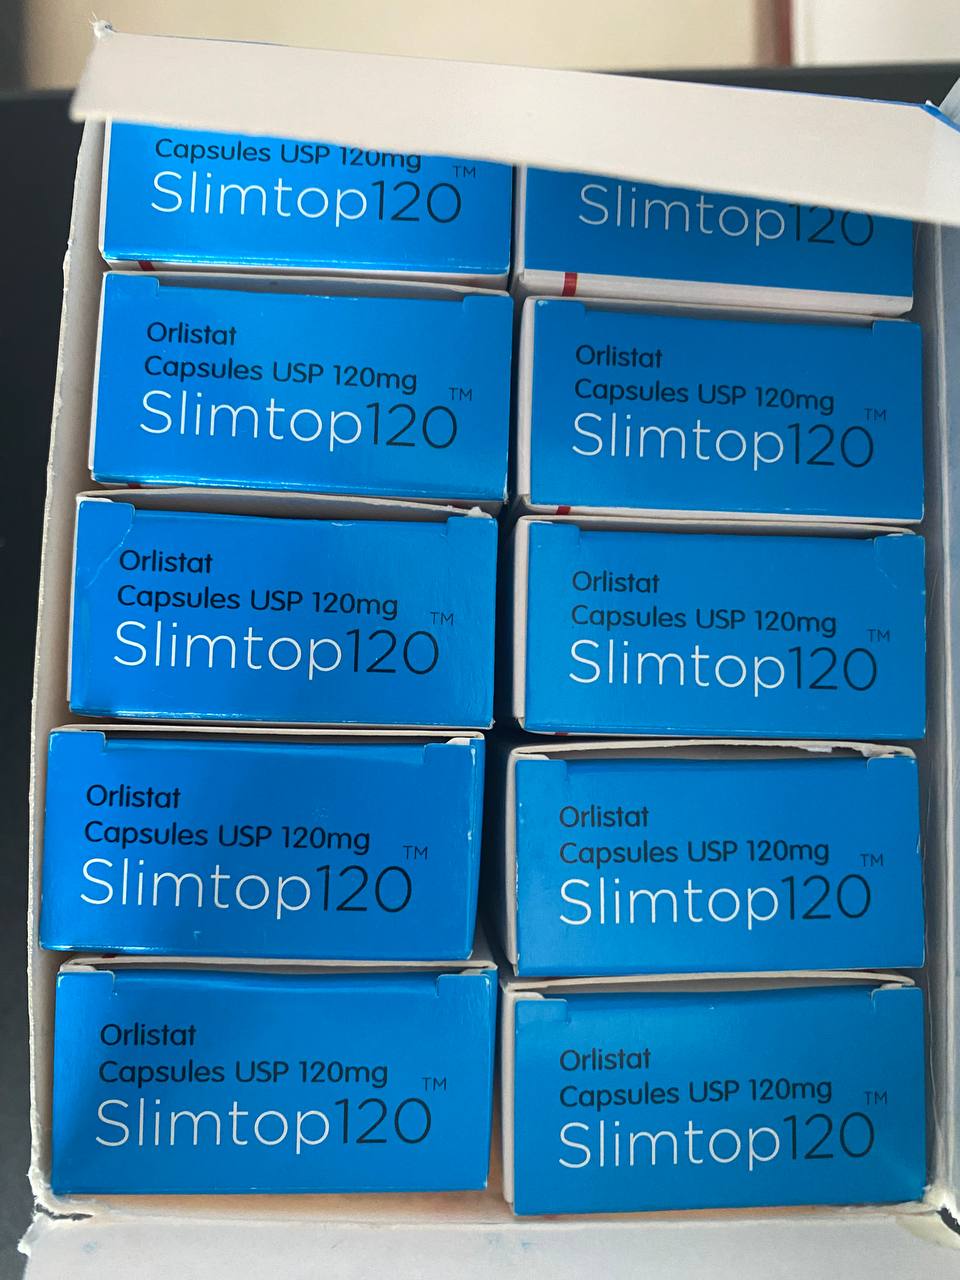 Capsules USP 120mg
Slimtop120™
Slimtop120
Orlistat
Capsules USP 120mg
Slimtop120™
Orlistat
Capsules USP 120mg
Slimtop120™
Orlistat
Capsules USP 120mg
Slimtop120™
Orlistat
Capsules USP 120mg
Slimtop120™
Orlistat
Capsules USP 120mg
Slimtop120™
Orlistat
Capsules USP 120mg
Slimtop120™
Orlistat
Capsules USP 120mg
Slimtop120™
Orlistat
Capsules USP 120mg
Slimtop120™